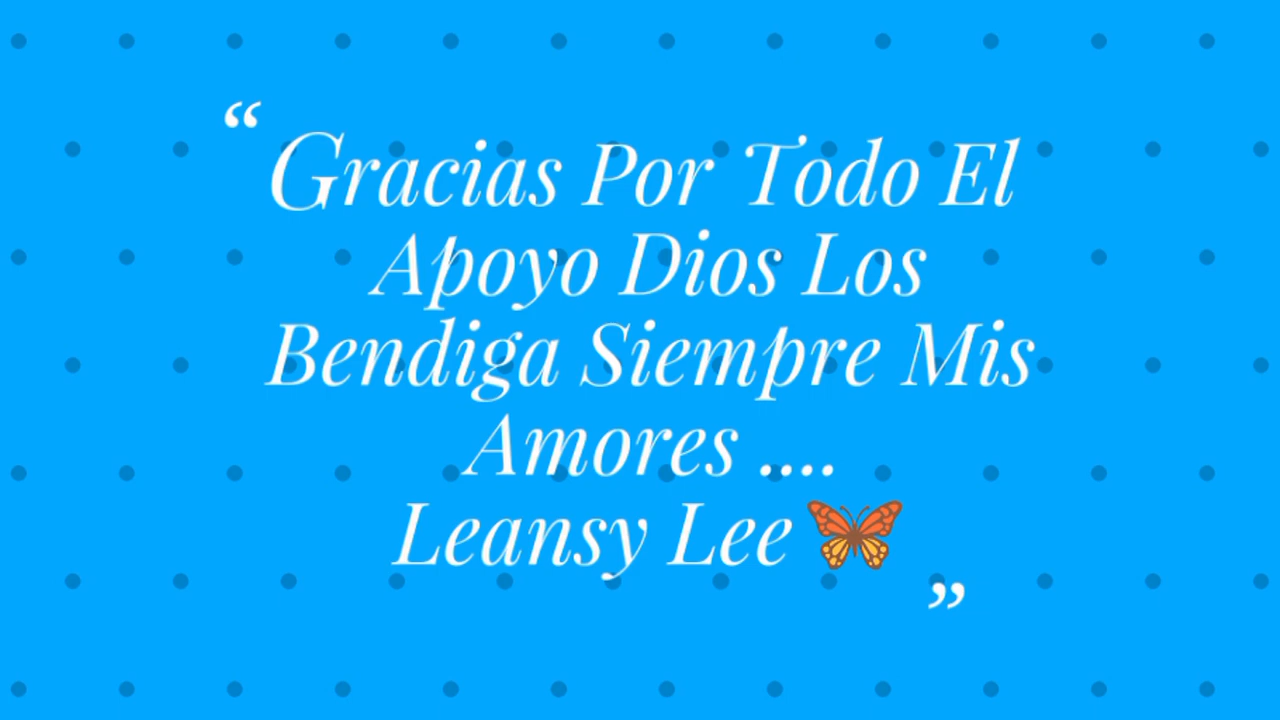 “Gracias Por Todo El
Apoyo Dios Los
Bendiga Siempre Mis
Amores ....
Leansy Lee 🦋
”